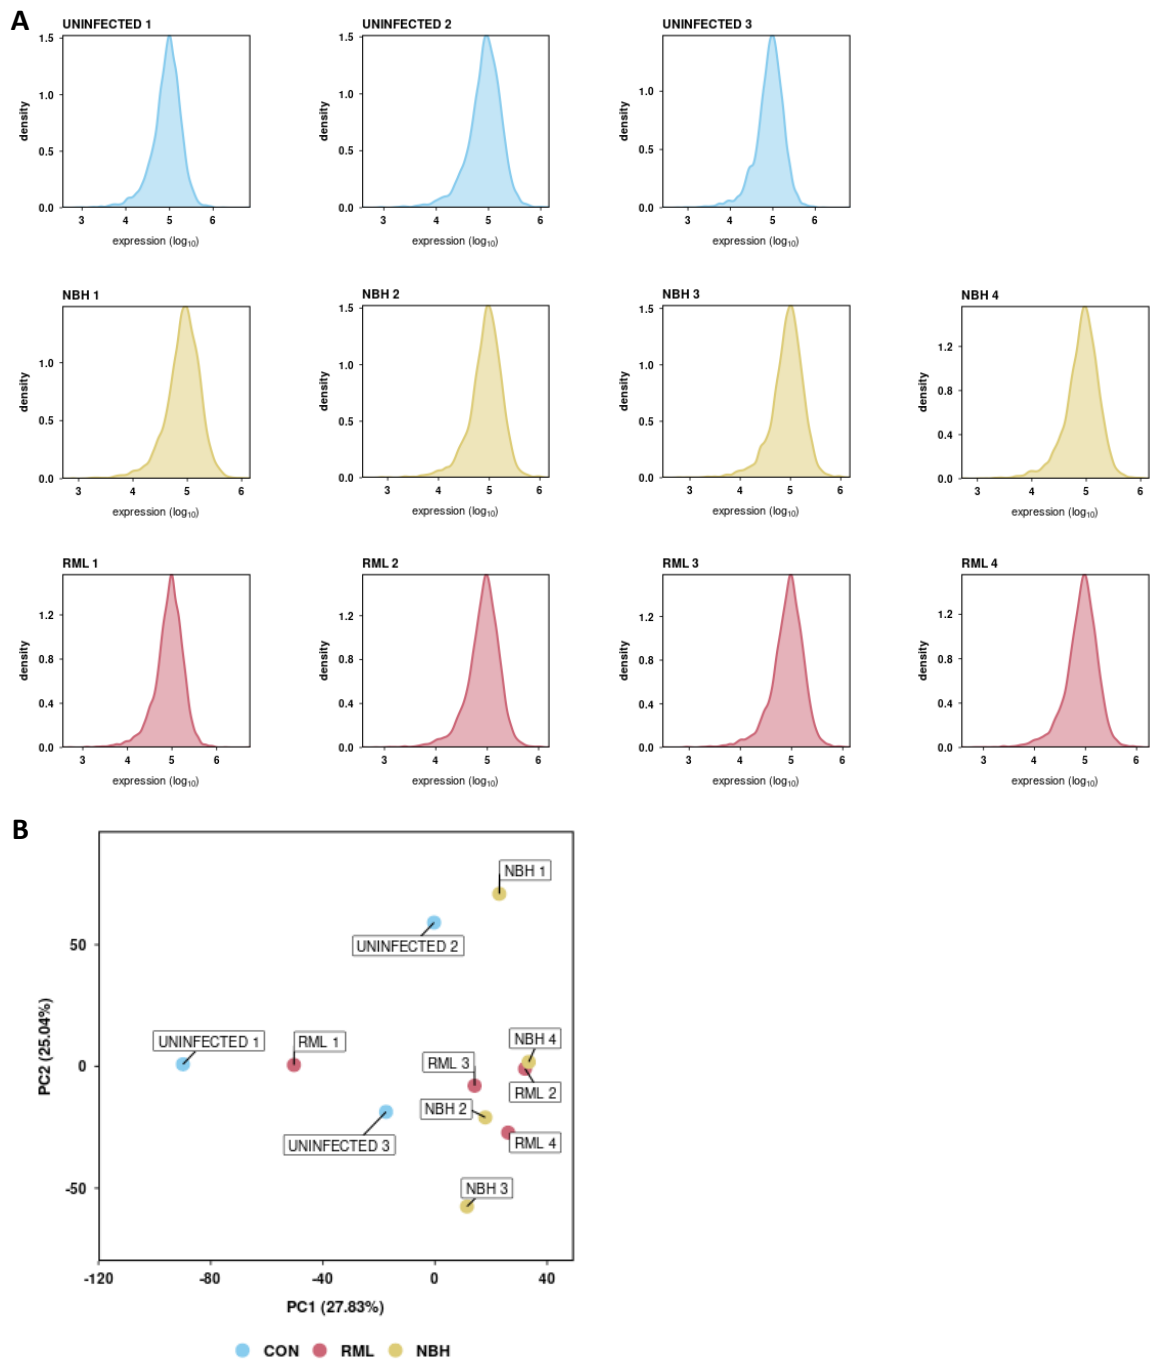 A
UNINFECTED 1
UNINFECTED 2
UNINFECTED 3
density
1.5
1.0
0.5
0.0
3 4 5 6
expression (log10)
density
1.5
1.0
0.5
0.0
3 4 5 6
expression (log10)
density
1.0
0.5
0.0
3 4 5 6
expression (log10)
NBH 1
NBH 2
NBH 3
NBH 4
density
1.0
0.5
0.0
3 4 5 6
expression (log10)
density
1.5
1.0
0.5
0.0
3 4 5 6
expression (log10)
density
1.5
1.0
0.5
0.0
3 4 5 6
expression (log10)
density
1.2
0.8
0.4
0.0
3 4 5 6
expression (log10)
RML 1
RML 2
RML 3
RML 4
density
1.2
0.8
0.4
0.0
3 4 5 6
expression (log10)
density
1.2
0.8
0.4
0.0
3 4 5 6
expression (log10)
density
1.2
0.8
0.4
0.0
3 4 5 6
expression (log10)
density
1.2
0.8
0.4
0.0
3 4 5 6
expression (log10)
B
NBH 1
UNINFECTED 2
UNINFECTED 1
RML 1
NBH 4
RML 3
RML 2
NBH 2
UNINFECTED 3
RML 4
NBH 3
PC2 (25.04%)
50
0
-50
-120 -80 -40 0 40
PC1 (27.83%)
CON RML NBH